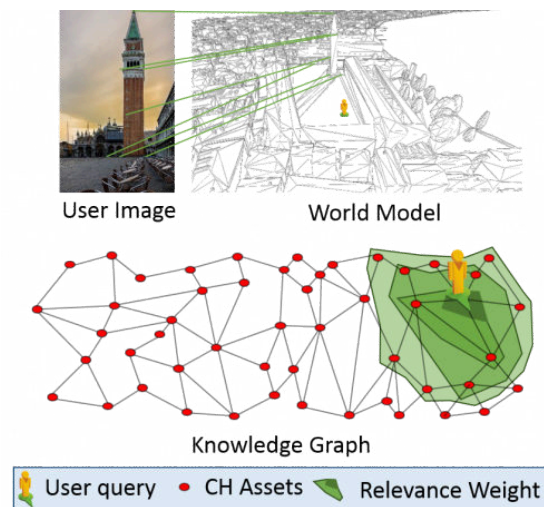 User Image
World Model
Knowledge Graph
User query CH Assets Relevance Weight